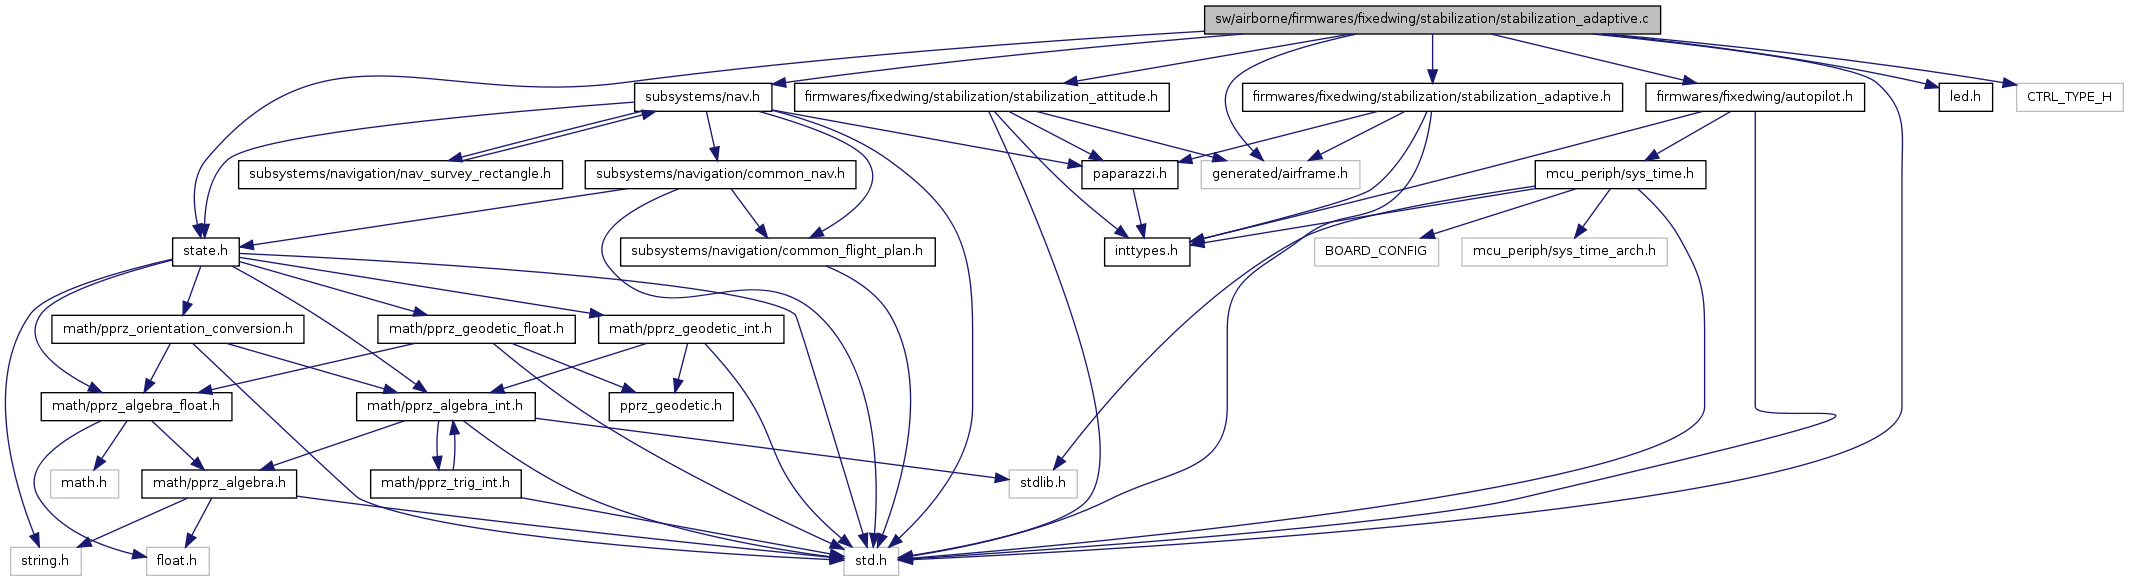 sw/airborne/firmwares/fixedwing/stabilization/stabilization_adaptive.c
subsystems/nav.h
firmwares/fixedwing/stabilization/stabilization_attitude.h
firmwares/fixedwing/stabilization/stabilization_adaptive.h
firmwares/fixedwing/autopilot.h
led.h
CTRL_TYPE_H
subsystems/navigation/nav_survey_rectangle.h
subsystems/navigation/common_nav.h
paparazzi.h
generated/airframe.h
mcu_periph/sys_time.h
state.h
subsystems/navigation/common_flight_plan.h
inttypes.h
BOARD_CONFIG
mcu_periph/sys_time_arch.h
math/pprz_orientation_conversion.h
math/pprz_geodetic_float.h
math/pprz_geodetic_int.h
math/pprz_algebra_float.h
math/pprz_algebra_int.h
pprz_geodetic.h
math.h
math/pprz_algebra.h
math/pprz_trig_int.h
stdlib.h
string.h
float.h
std.h